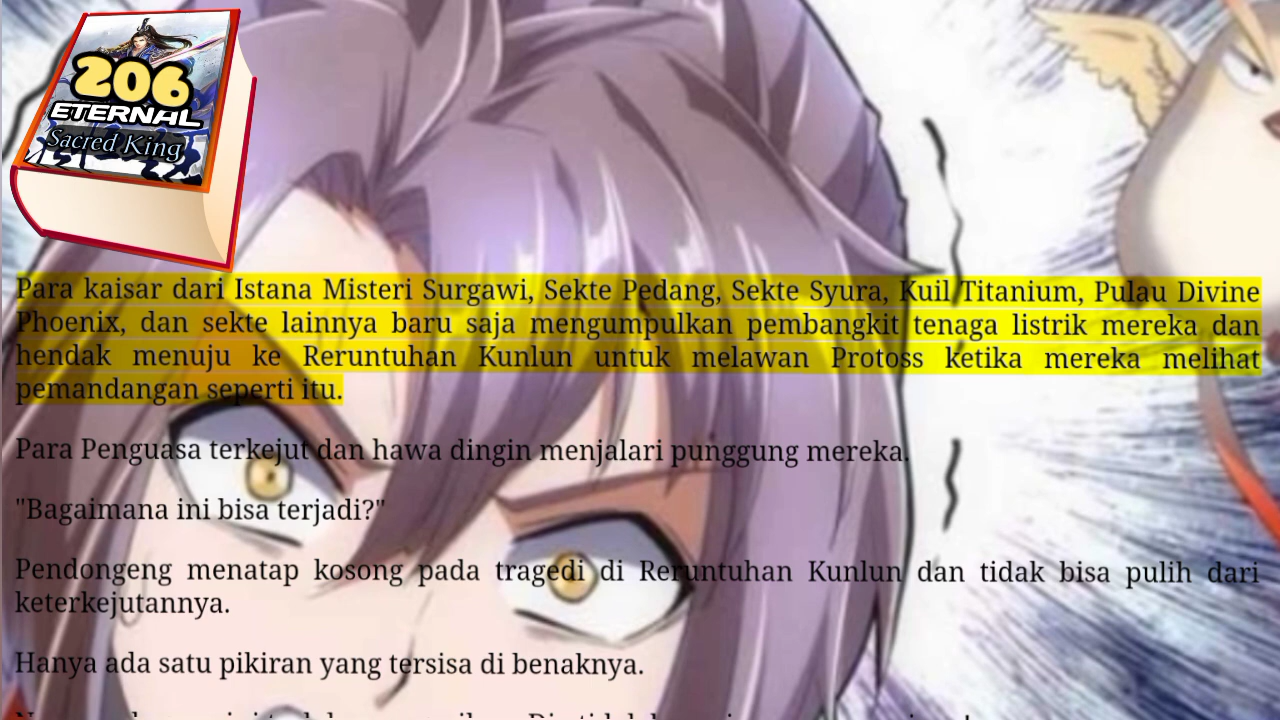 206
ETERNAL
Sacred King
Para kaisar dari Istana Misteri Surgawi, Sekte Pedang, Sekte Syura, Kuil Titanium, Pulau Divine
Phoenix, dan sekte lainnya baru saja mengumpulkan pembangkit tenaga listrik mereka dan
hendak menuju ke Reruntuhan Kunlun untuk melawan Protoss ketika mereka melihat
pemandangan seperti itu.
Para Penguasa terkejut dan hawa dingin menjalari punggung mereka.
"Bagaimana ini bisa terjadi?"
Pendongeng menatap kosong pada tragedi di Reruntuhan Kunlun dan tidak bisa pulih dari
keterkejutannya.
Hanya ada satu pikiran yang tersisa di benaknya.